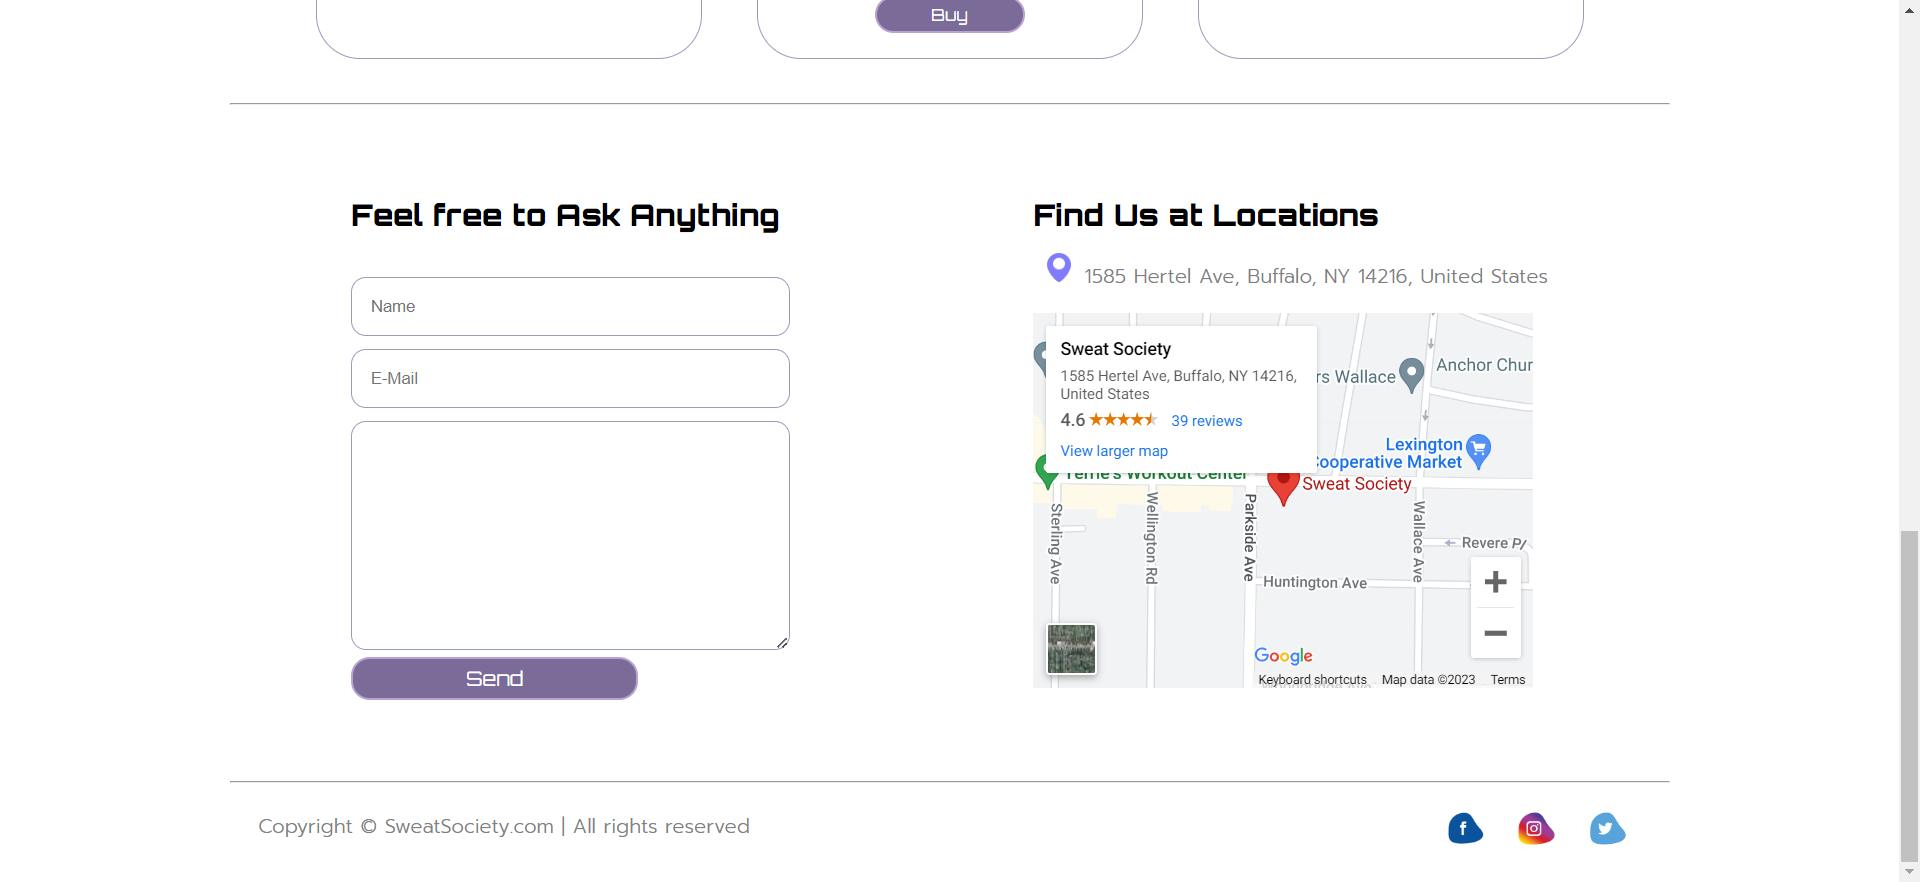 Buy
Feel free to Ask Anything
Name
E-Mail
Send
Find Us at Locations
1585 Hertel Ave, Buffalo, NY 14216, United States
Sweat Society
1585 Hertel Ave, Buffalo, NY 14216,
United States
4.6
39 reviews
View larger map
rs Wallace
Anchor Chur
Lexington
Cooperative Market
Terrie's Workout Center
Sweat Society
Sterling Ave
Wellington Rd
Parkside Ave
Wallace Ave
Revere Pl
Huntington Ave
Google
Keyboard shortcuts
Map data ©2023
Terms
Copyright © SweatSociety.com | All rights reserved